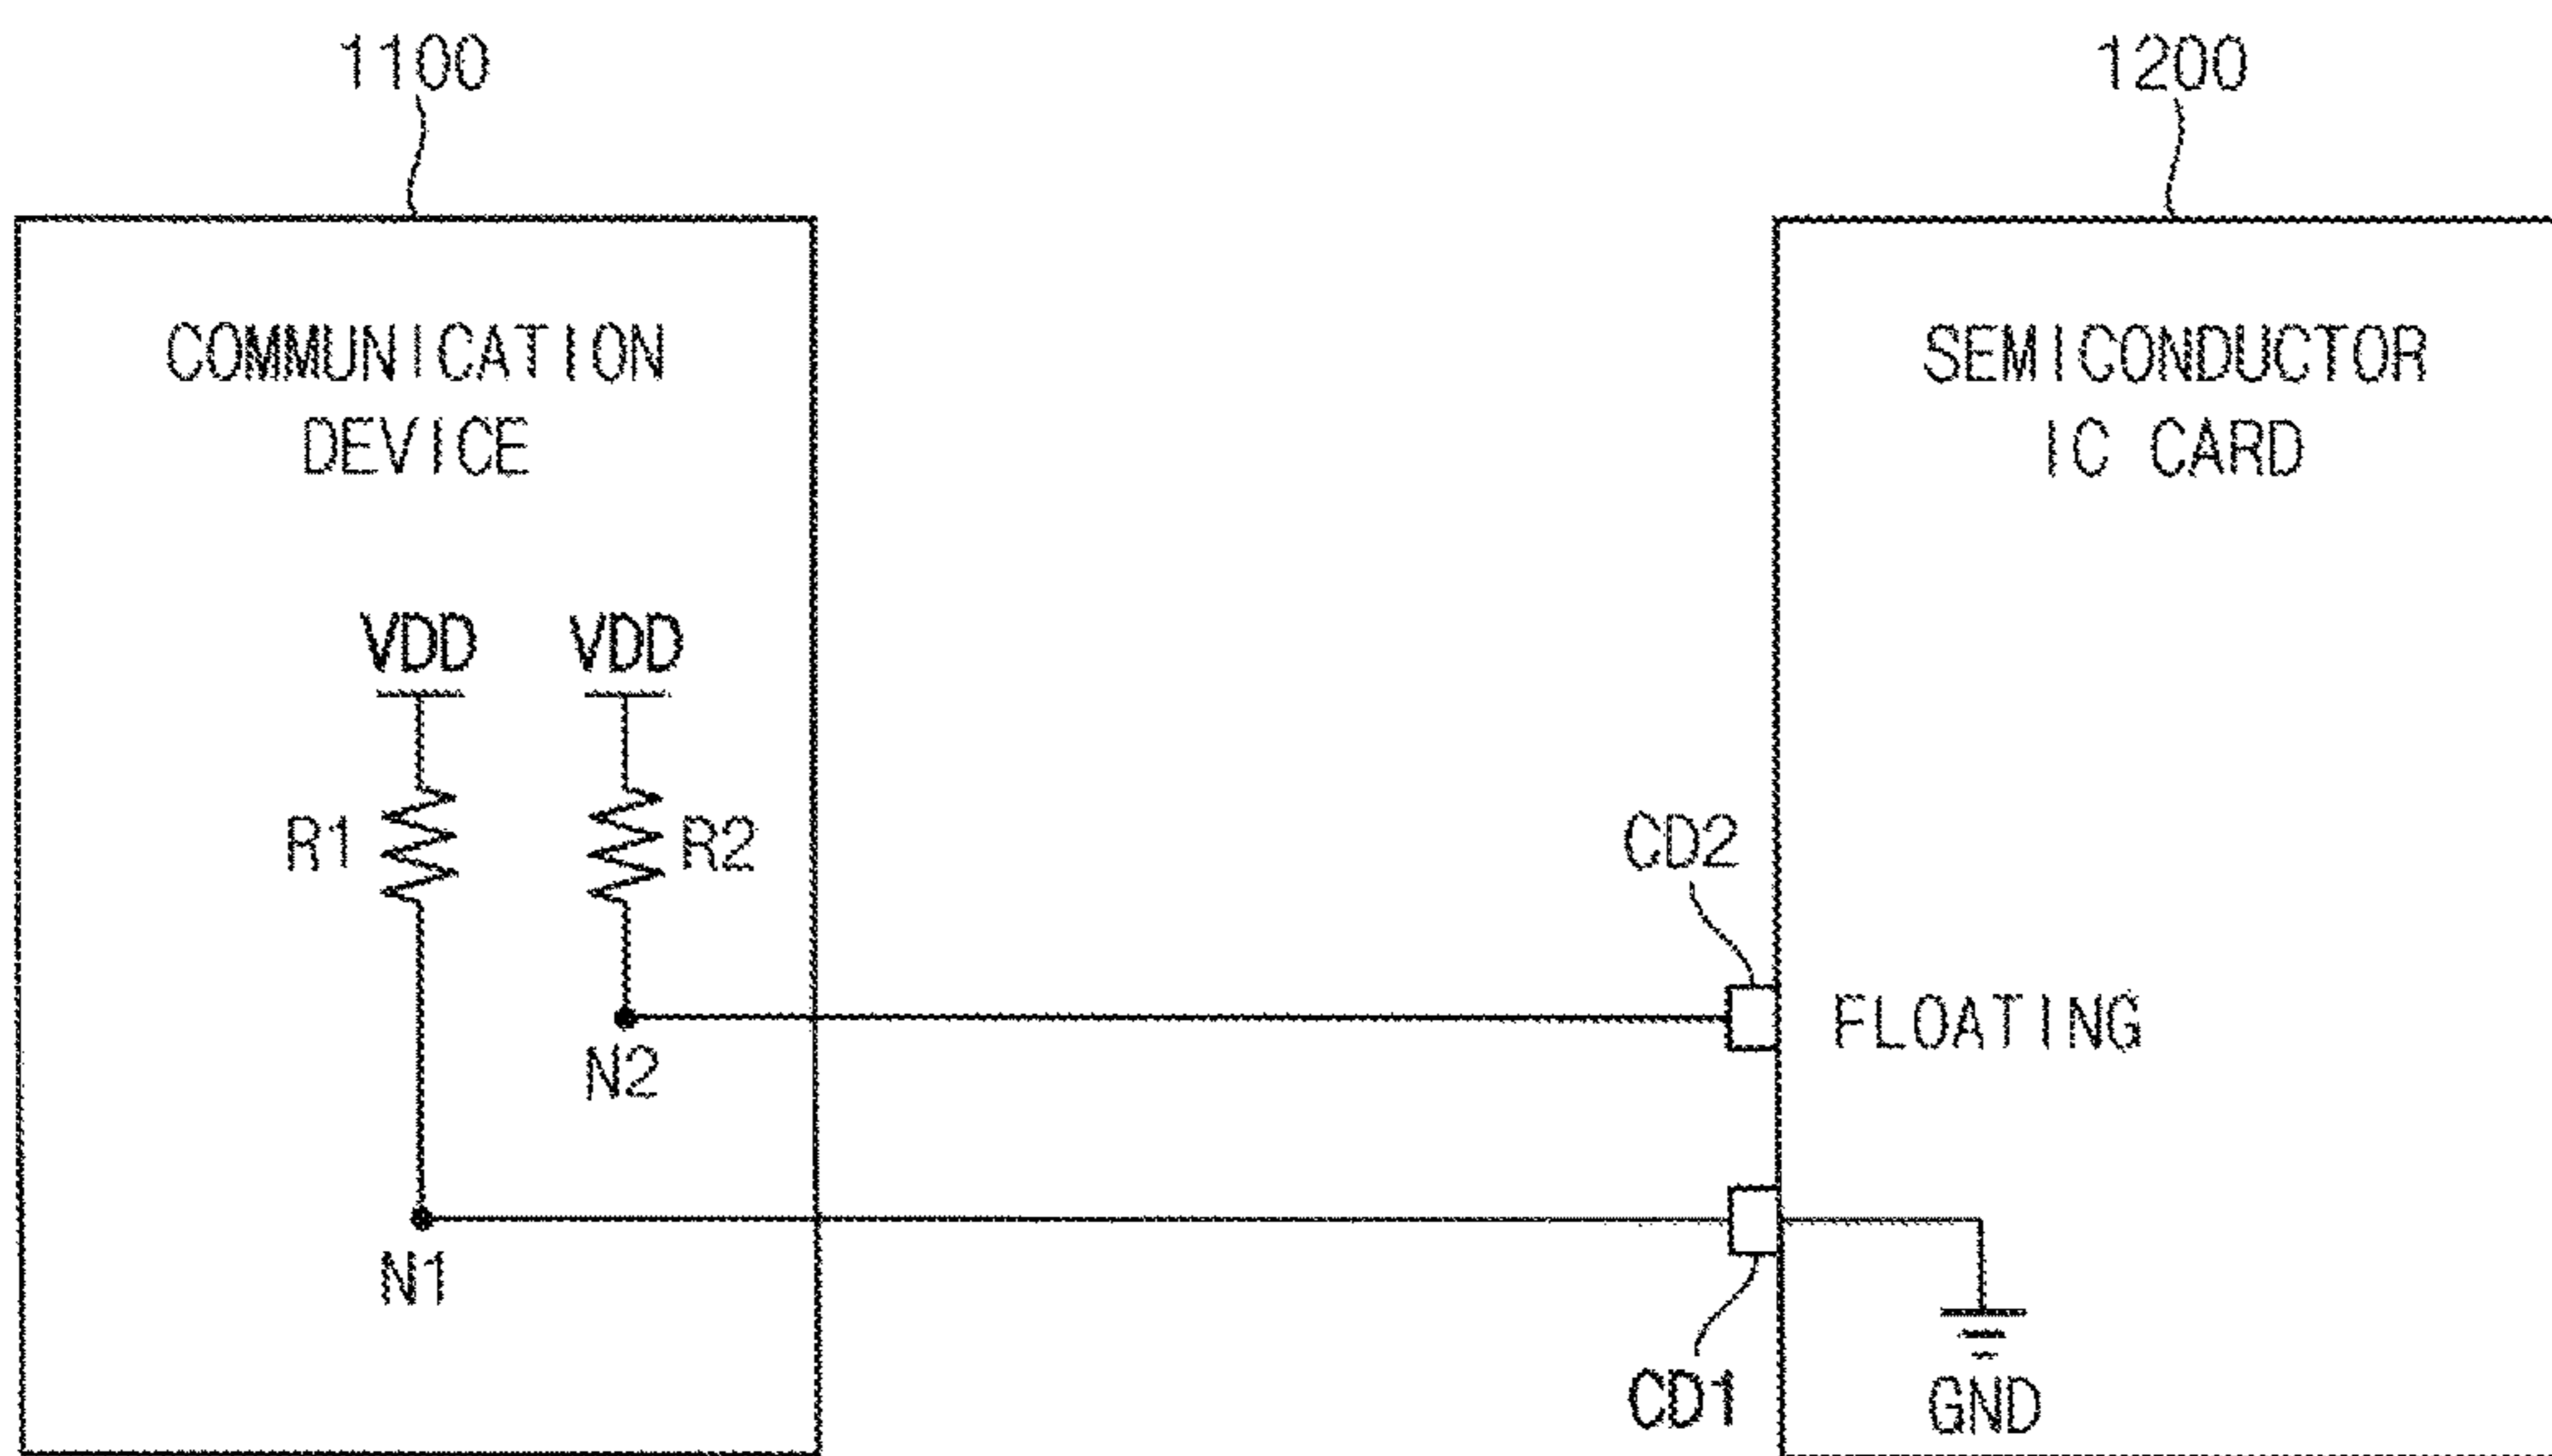 1100
1200
COMMUNICATION
DEVICE
SEMICONDUCTOR
IC CARD
VDD
VDD
R1
R2
CD2
FLOATING
N2
N1
CD1
GND